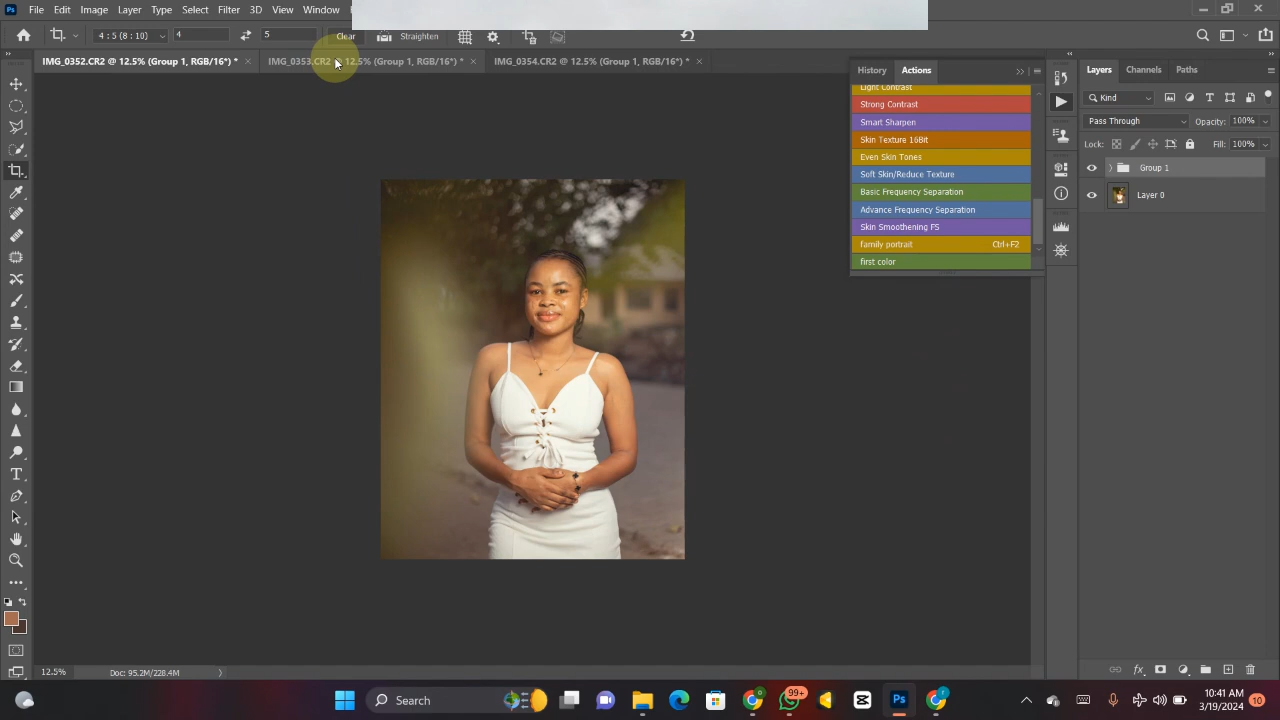 Ps File Edit Image Layer Type Select Filter 3D View Window
4 : 5 (8 : 10) 4 5 Clear Straighten
IMG_0352.CR2 @ 12.5% (Group 1, RGB/16*) * IMG_0353.CR2 @ 12.5% (Group 1, RGB/16*) * IMG_0354.CR2 @ 12.5% (Group 1, RGB/16*) *
History Actions
Light Contrast
Strong Contrast
Smart Sharpen
Skin Texture 16Bit
Even Skin Tones
Soft Skin/Reduce Texture
Basic Frequency Separation
Advance Frequency Separation
Skin Smoothening FS
family portrait Ctrl+F2
first color
Layers Channels Paths
Kind
Pass Through Opacity: 100%
Lock: Fill: 100%
Group 1
Layer 0
12.5% Doc: 95.2M/228.4M
Search
99+
Ps
10:41 AM
3/19/2024
10